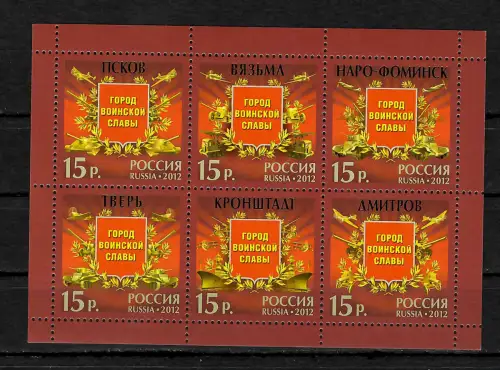 ПСКОВ
ГОРОД
ВОИНСКОЙ
СЛАВЫ
15 р.
РОССИЯ
RUSSIA • 2012
ВЯЗЬМА
ГОРОД
ВОИНСКОЙ
СЛАВЫ
15 р.
РОССИЯ
RUSSIA • 2012
НАРО-ФОМИНСК
ГОРОД
ВОИНСКОЙ
СЛАВЫ
15 р.
РОССИЯ
RUSSIA • 2012
ТВЕРЬ
ГОРОД
ВОИНСКОЙ
СЛАВЫ
15 р.
РОССИЯ
RUSSIA • 2012
КРОНШТАДТ
ГОРОД
ВОИНСКОЙ
СЛАВЫ
15 р.
РОССИЯ
RUSSIA • 2012
ДМИТРОВ
ГОРОД
ВОИНСКОЙ
СЛАВЫ
15 р.
РОССИЯ
RUSSIA • 2012